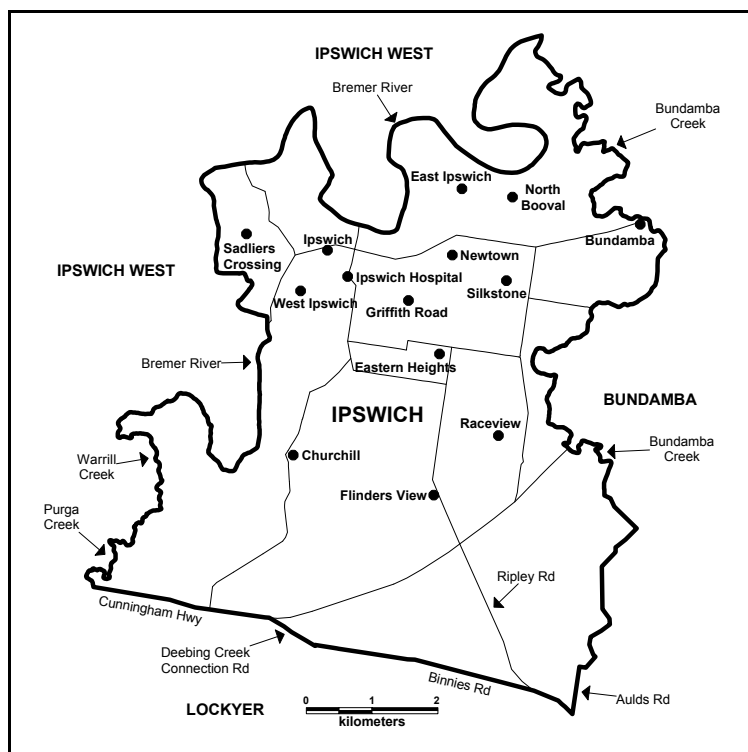 IPSWICH WEST
Bremer River
Bundamba
Creek
East Ipswich
North
Booval
Bundamba
Ipswich
Newtown
Sadliers
Crossing
IPSWICH WEST
Ipswich Hospital
Silkstone
West Ipswich
Griffith Road
Bremer River
Eastern Heights
BUNDAMBA
IPSWICH
Raceview
Bundamba
Creek
Churchill
Warrill
Creek
Flinders View
Purga
Creek
Ripley Rd
Cunningham Hwy
Deebing Creek
Connection Rd
Binnies Rd
Aulds Rd
LOCKYER
0 1 2
kilometers